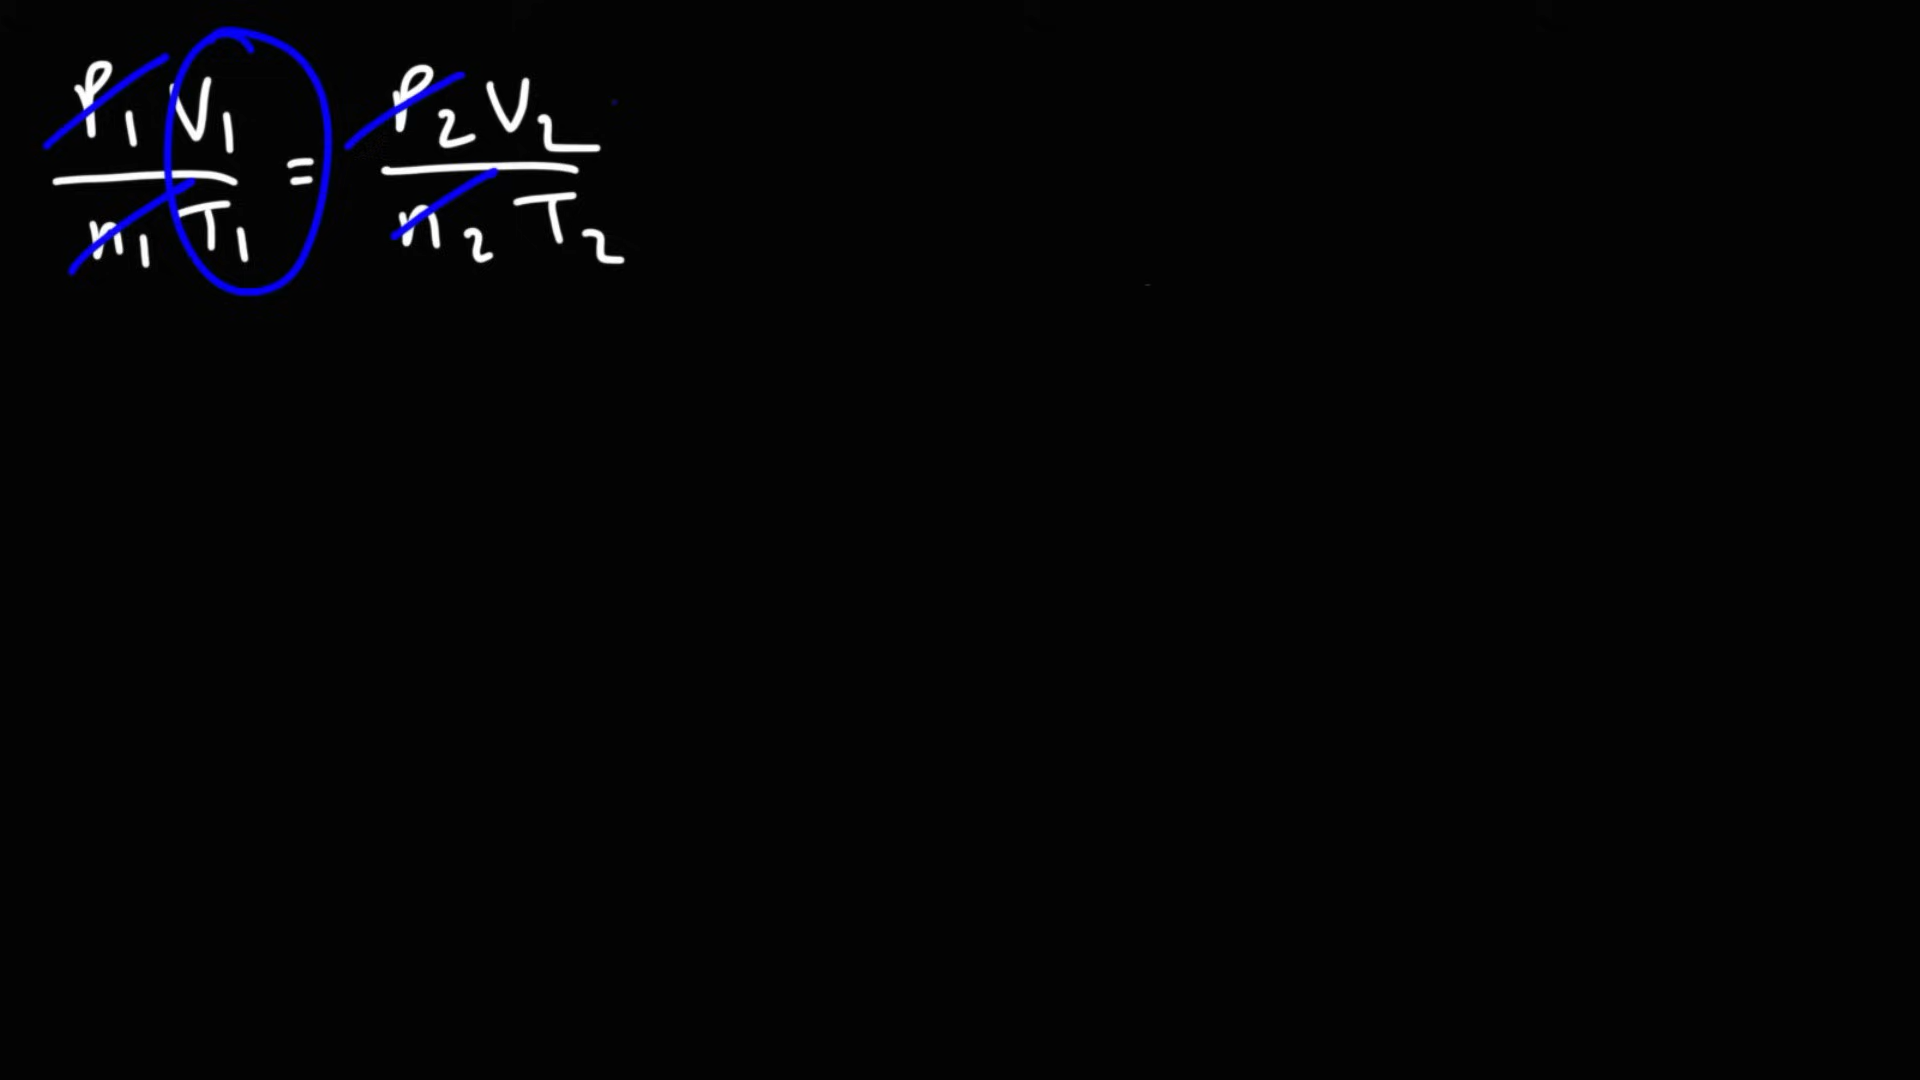 P₁V₁ / n₁T₁ = P₂V₂ / n₂T₂